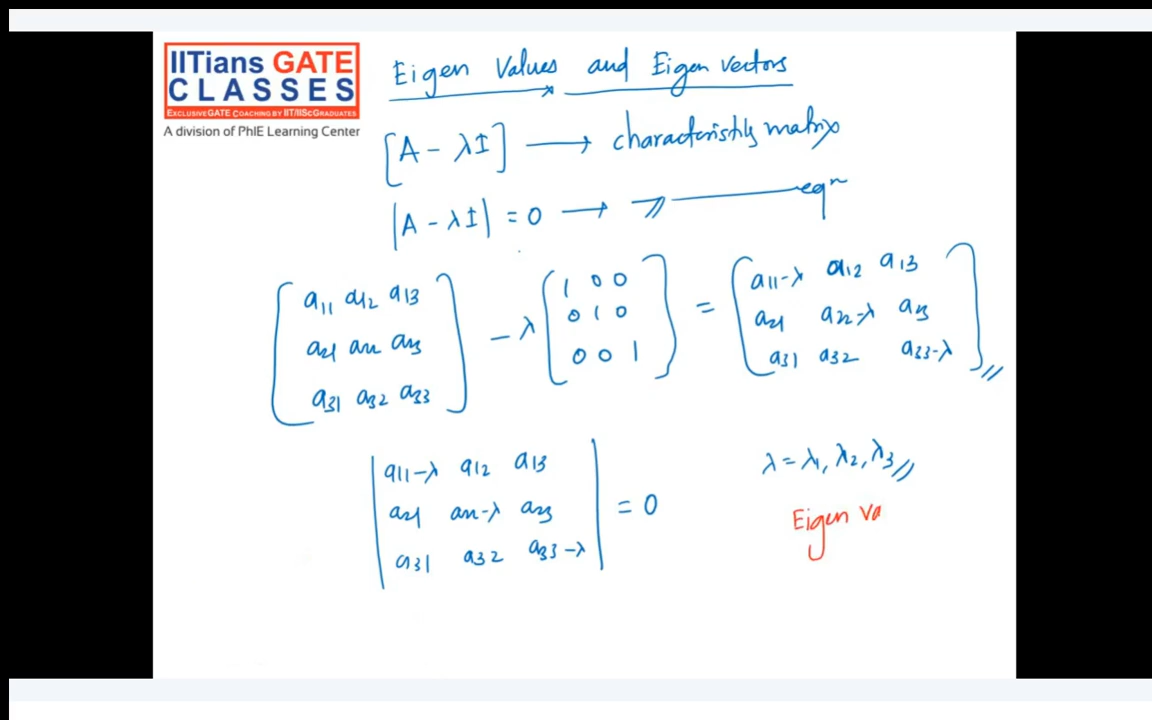 IITians GATE
CLASSES
EXCLUSIVE GATE COACHING BY IIT/IISC GRADUATES
A division of PhIE Learning Center
Eigen Values and Eigen vectors
[A - λI] → characteristic matrix
|A - λI| = 0 → 〃 ——— eqn
[a11 a12 a13] - λ [1 0 0] = [a11-λ a12 a13]
[a21 a22 a23] [0 1 0] [a21 a22-λ a23]
[a31 a32 a33] [0 0 1] [a31 a32 a33-λ]
|a11-λ a12 a13|
|a21 a22-λ a23| = 0
|a31 a32 a33-λ|
λ = λ1, λ2, λ3
Eigen va